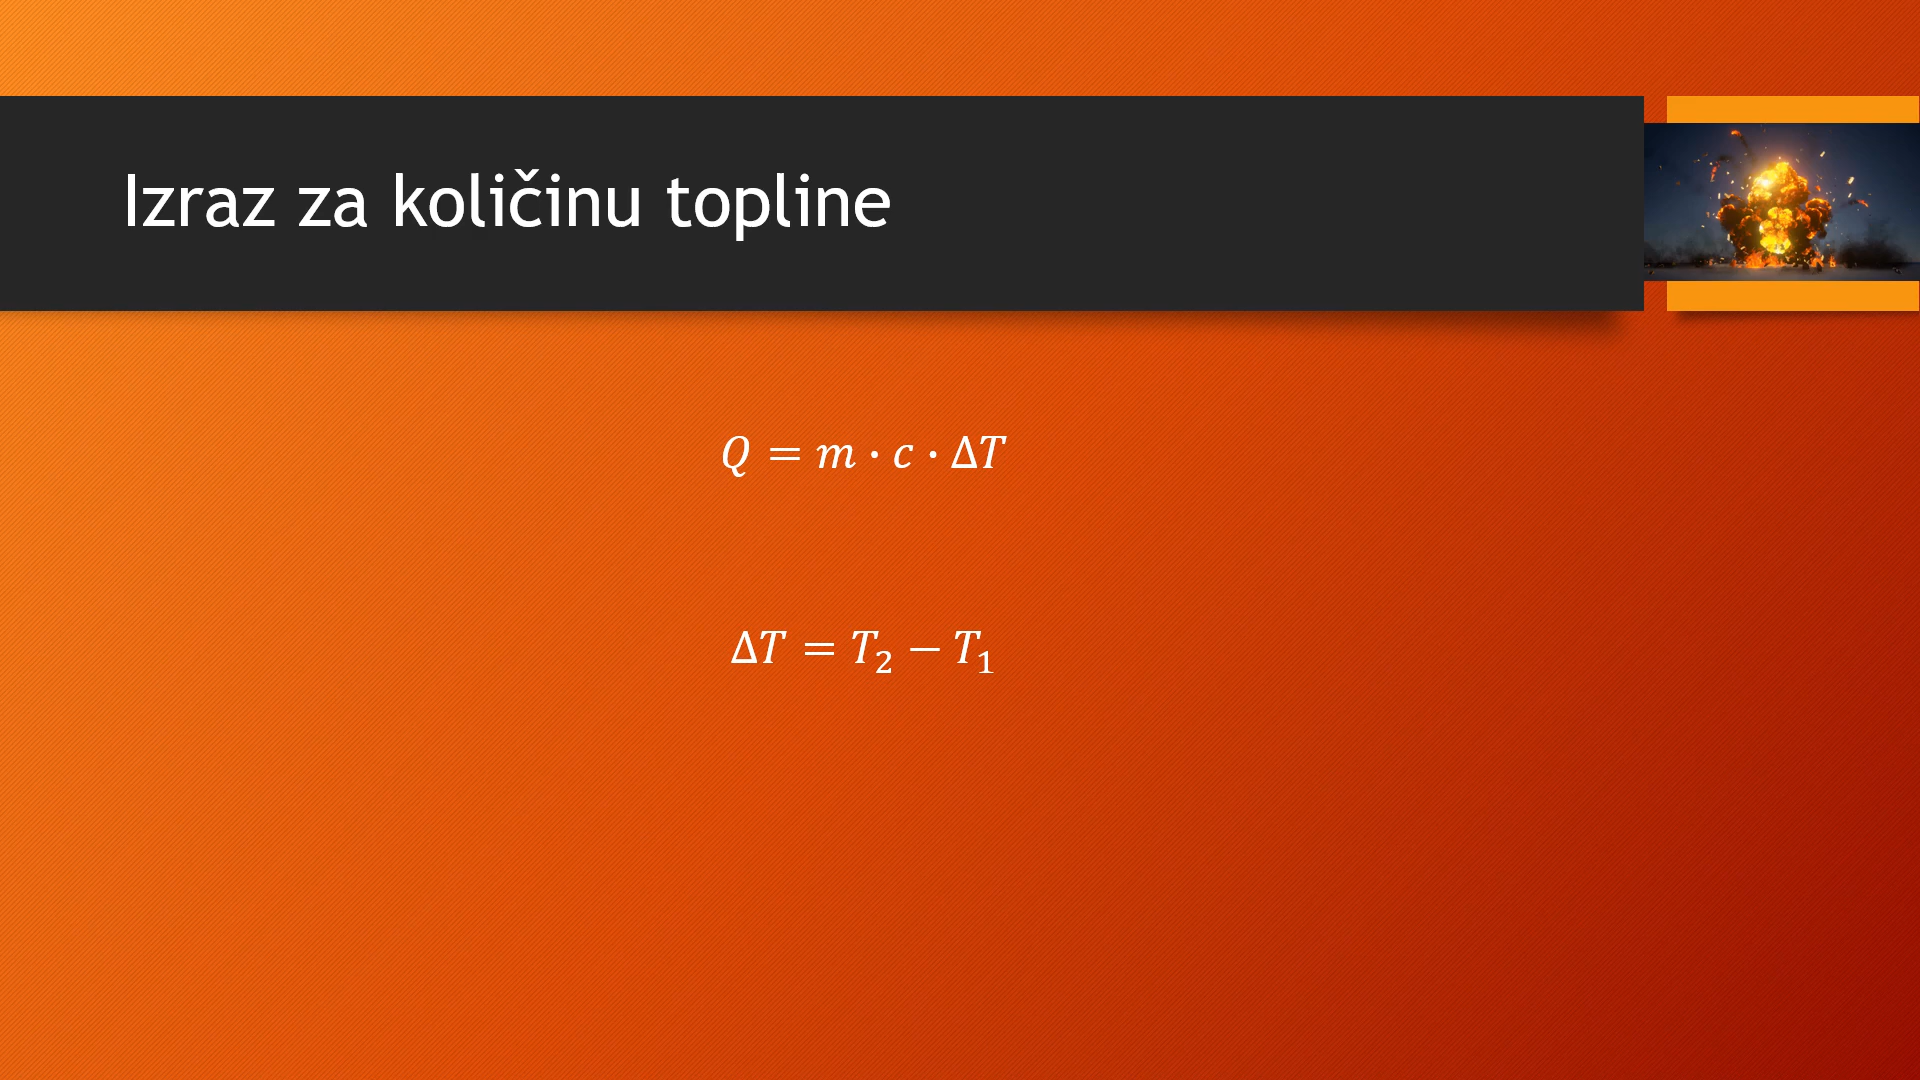 Izraz za količinu topline
Q = m · c · ΔT
ΔT = T₂ − T₁